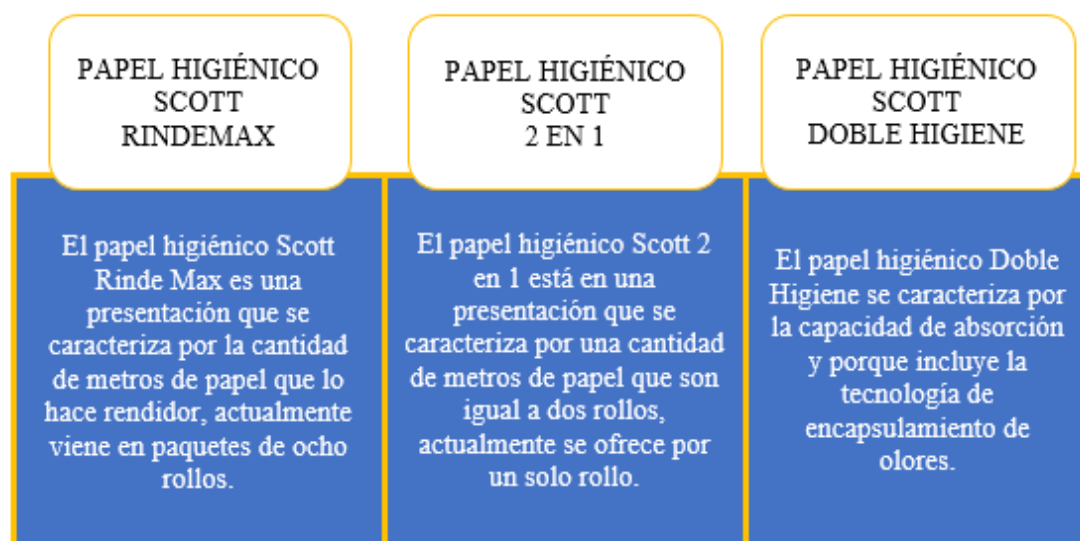 PAPEL HIGIÉNICO
SCOTT
RINDEMAX
El papel higiénico Scott
Rinde Max es una
presentación que se
caracteriza por la cantidad
de metros de papel que lo
hace rendidor, actualmente
viene en paquetes de ocho
rollos.
PAPEL HIGIÉNICO
SCOTT
2 EN 1
El papel higiénico Scott 2
en 1 está en una
presentación que se
caracteriza por una cantidad
de metros de papel que son
igual a dos rollos,
actualmente se ofrece por
un solo rollo.
PAPEL HIGIÉNICO
SCOTT
DOBLE HIGIENE
El papel higiénico Doble
Higiene se caracteriza por
la capacidad de absorción
y porque incluye la
tecnología de
encapsulamiento de
olores.